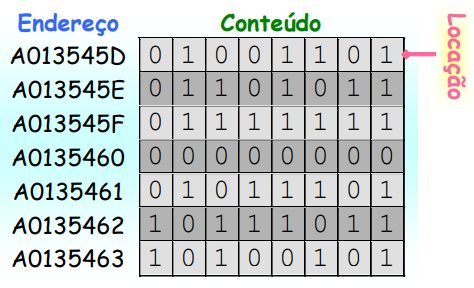 Endereço Conteúdo
A013545D 0 1 0 0 1 1 0 1
A013545E 0 1 1 0 1 0 1 1
A013545F 0 1 1 1 1 1 1 1
A0135460 0 0 0 0 0 0 0 0
A0135461 0 1 0 1 1 1 0 1
A0135462 1 0 1 1 1 0 1 1
A0135463 1 0 1 0 0 1 0 1
Locação